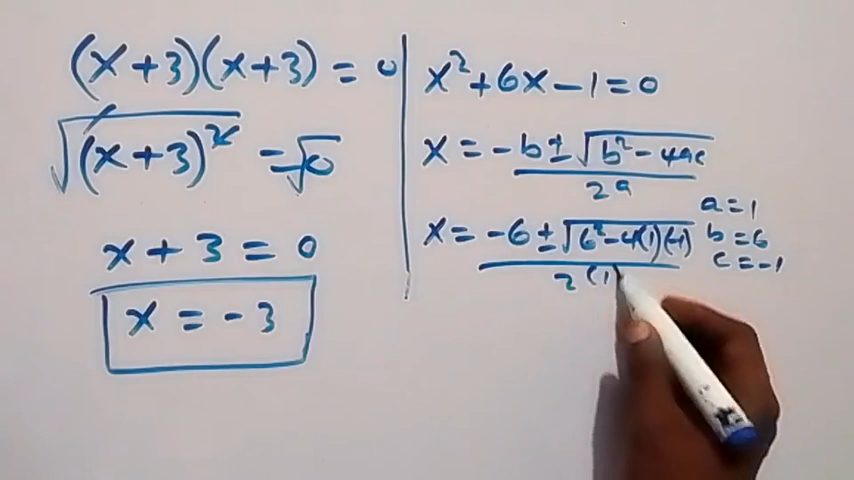 (x+3)(x+3) = 0
√(x+3)² = √0
x + 3 = 0
x = -3
x² + 6x - 1 = 0
x = -b ± √b² - 4ac
2a
a = 1
x = -6 ± √6² - 4(1)(-1)
b = 6
c = -1
2(1